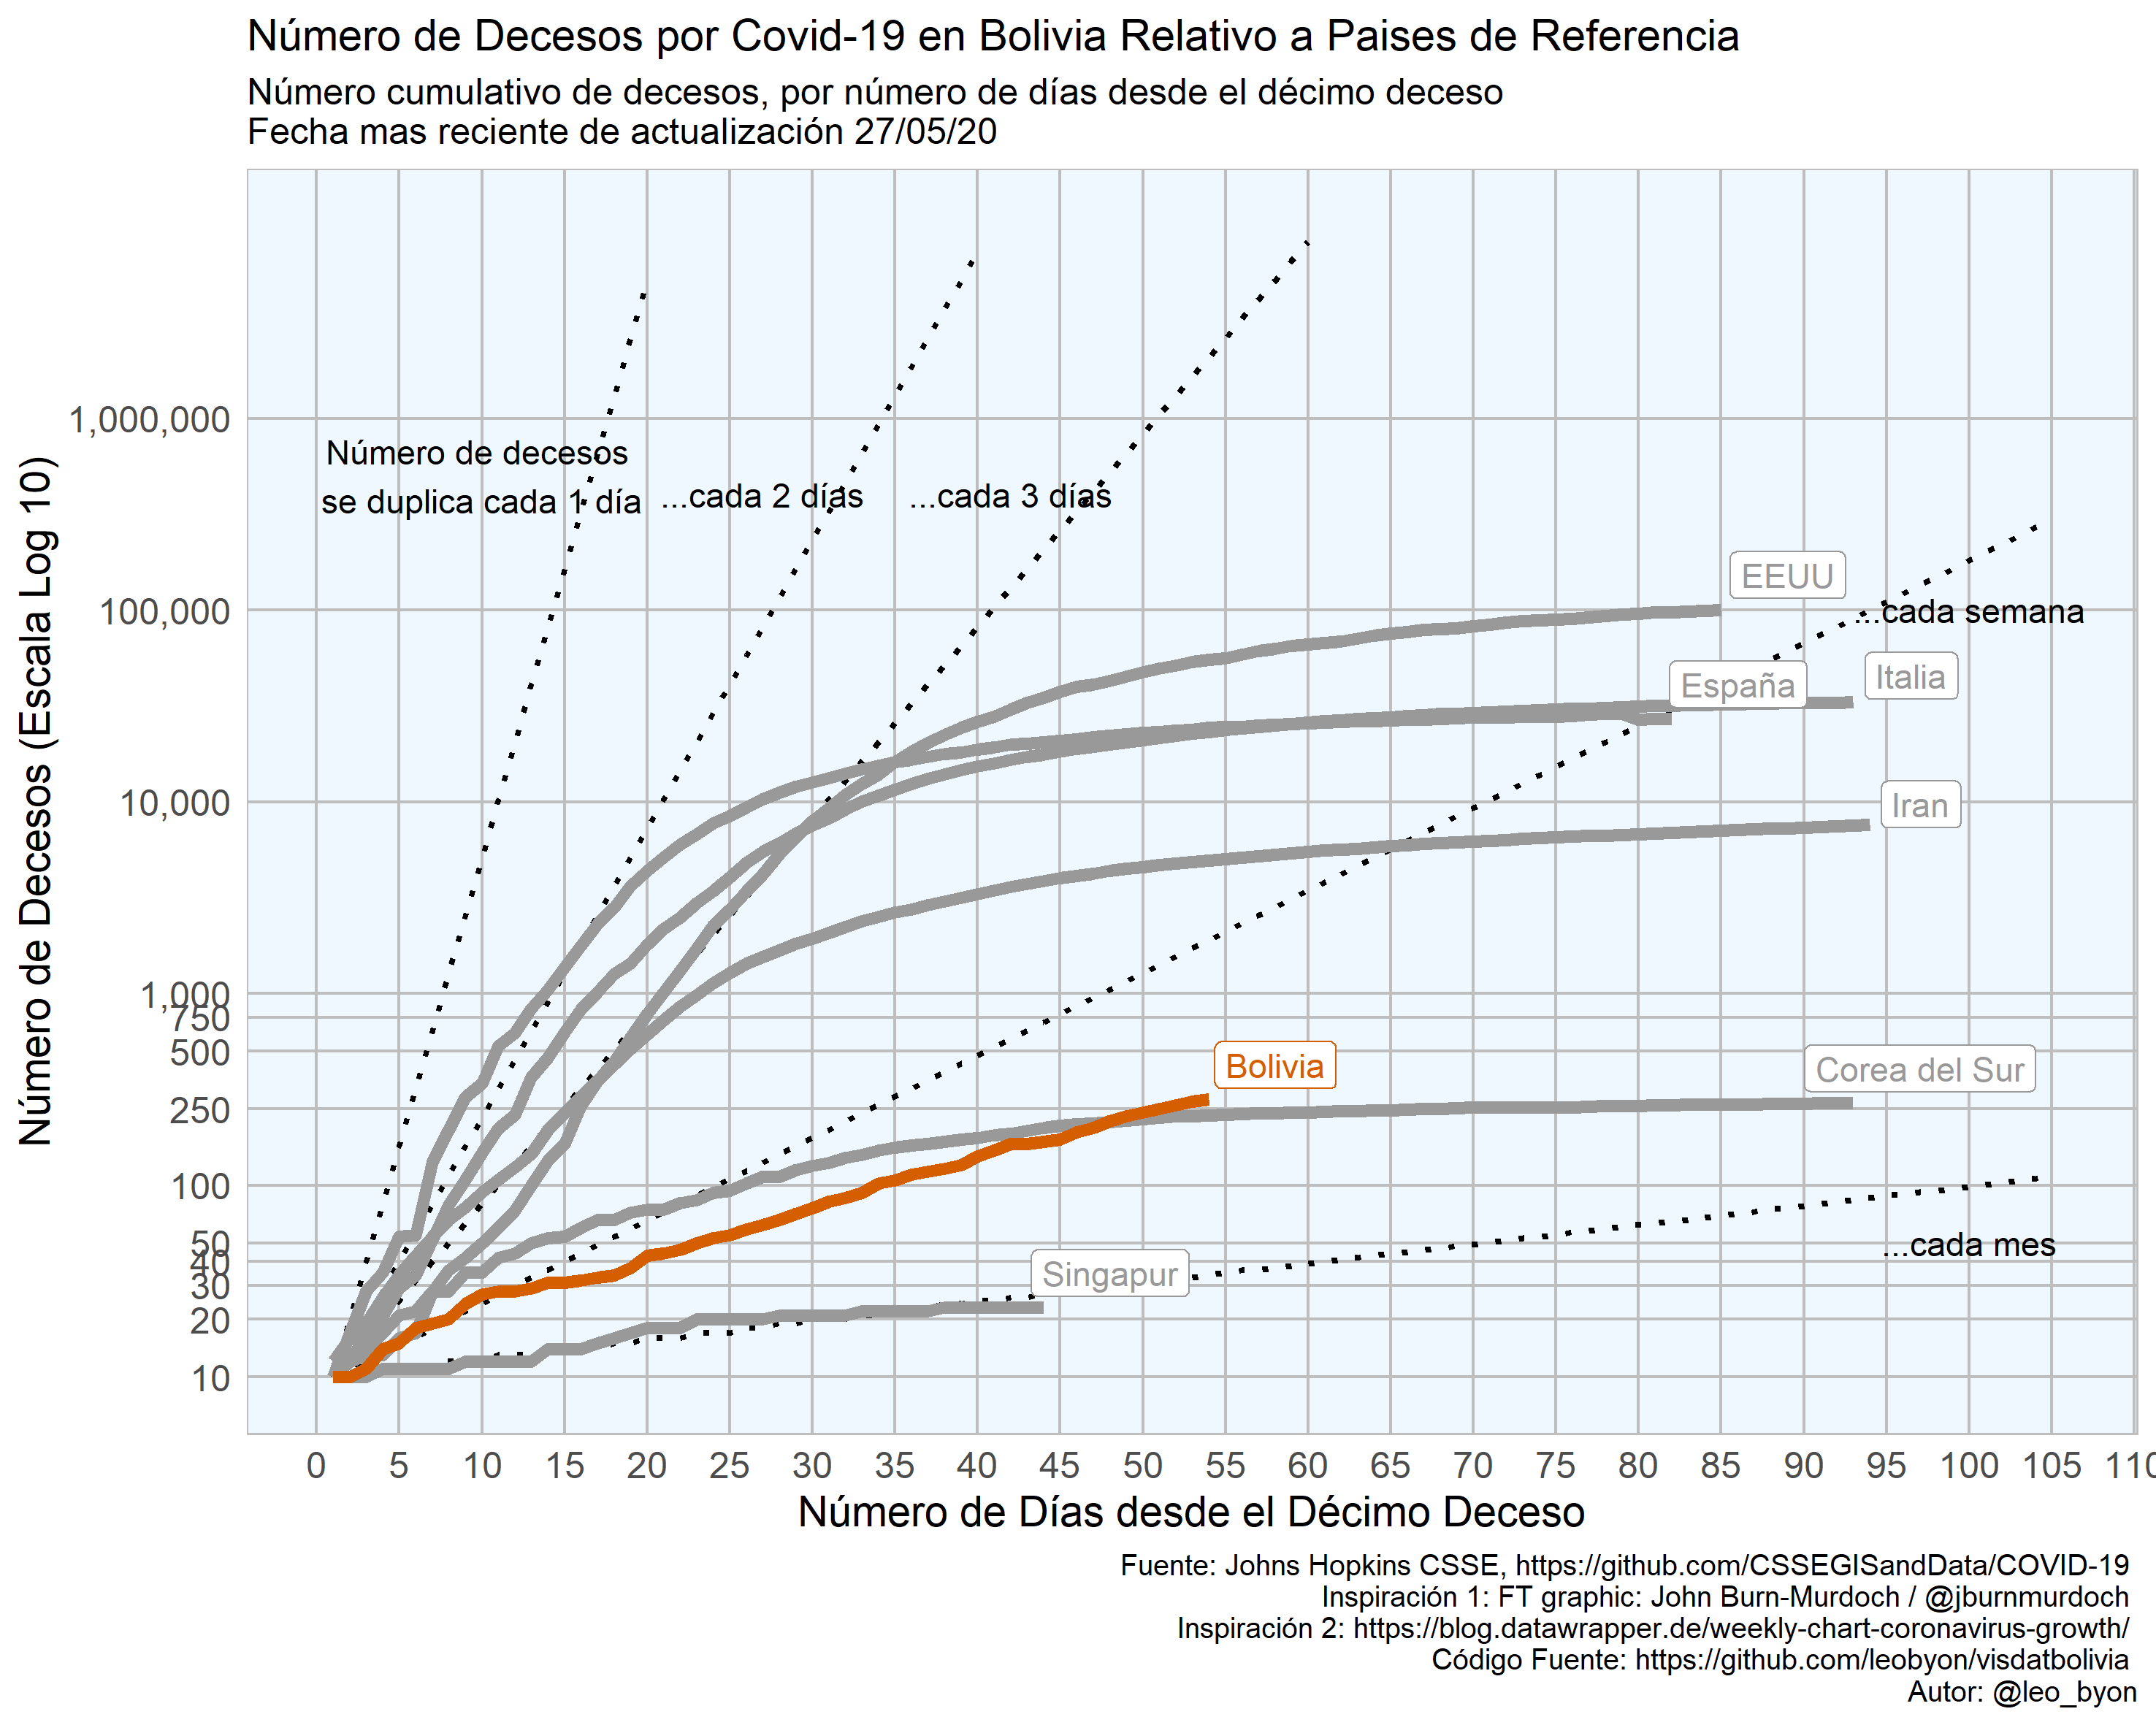 Número de Decesos por Covid-19 en Bolivia Relativo a Paises de Referencia
Número cumulativo de decesos, por número de días desde el décimo deceso
Fecha mas reciente de actualización 27/05/20
Número de Decesos (Escala Log 10)
1,000,000
100,000
10,000
1,000
750
500
250
100
50
40
30
20
10
Número de decesos
se duplica cada 1 día
...cada 2 días
...cada 3 días
EEUU
...cada semana
España
Italia
Iran
Bolivia
Corea del Sur
Singapur
...cada mes
0 5 10 15 20 25 30 35 40 45 50 55 60 65 70 75 80 85 90 95 100 105 110
Número de Días desde el Décimo Deceso
Fuente: Johns Hopkins CSSE, https://github.com/CSSEGISandData/COVID-19
Inspiración 1: FT graphic: John Burn-Murdoch / @jburnmurdoch
Inspiración 2: https://blog.datawrapper.de/weekly-chart-coronavirus-growth/
Código Fuente: https://github.com/leobyon/visdatbolivia
Autor: @leo_byon